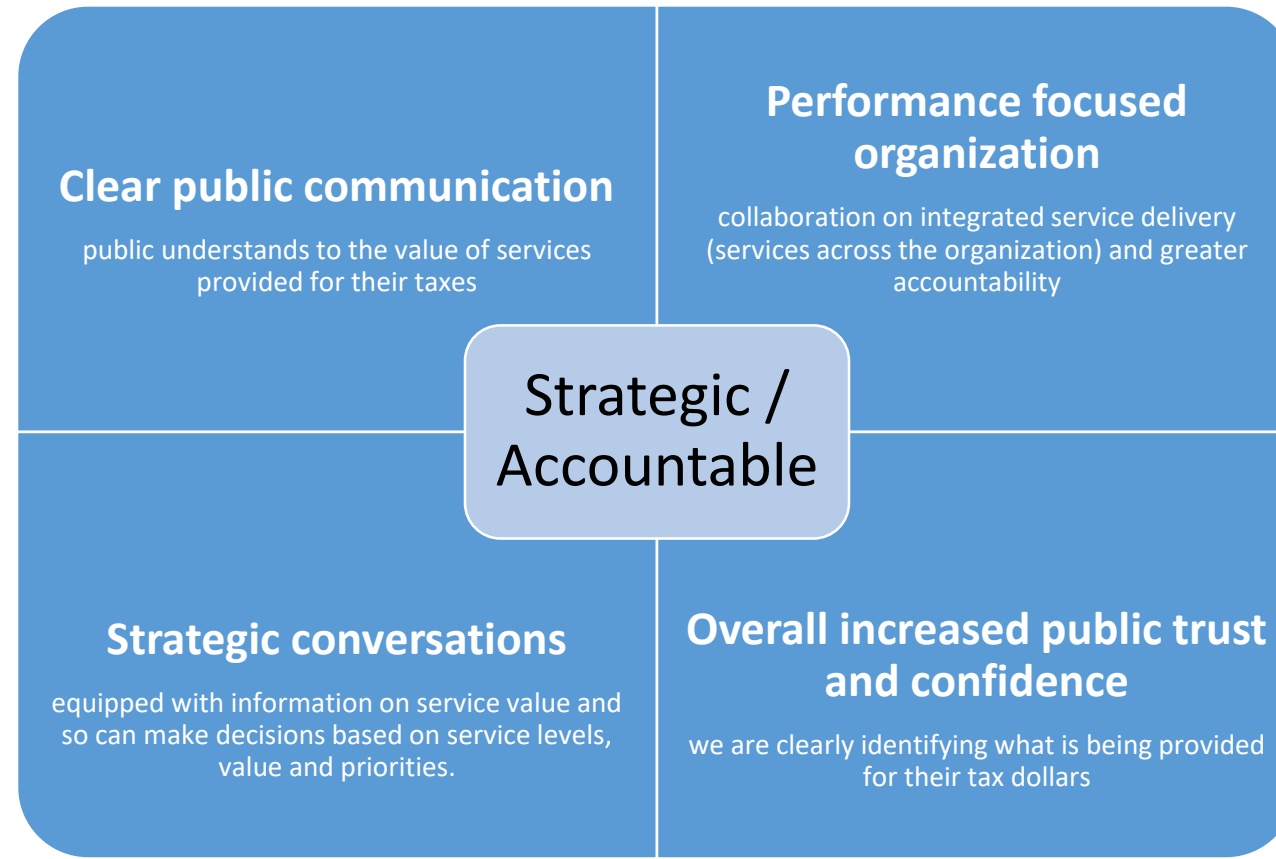 Clear public communication
public understands to the value of services
provided for their taxes
Performance focused
organization
collaboration on integrated service delivery
(services across the organization) and greater
accountability
Strategic /
Accountable
Strategic conversations
equipped with information on service value and
so can make decisions based on service levels,
value and priorities.
Overall increased public trust
and confidence
we are clearly identifying what is being provided
for their tax dollars